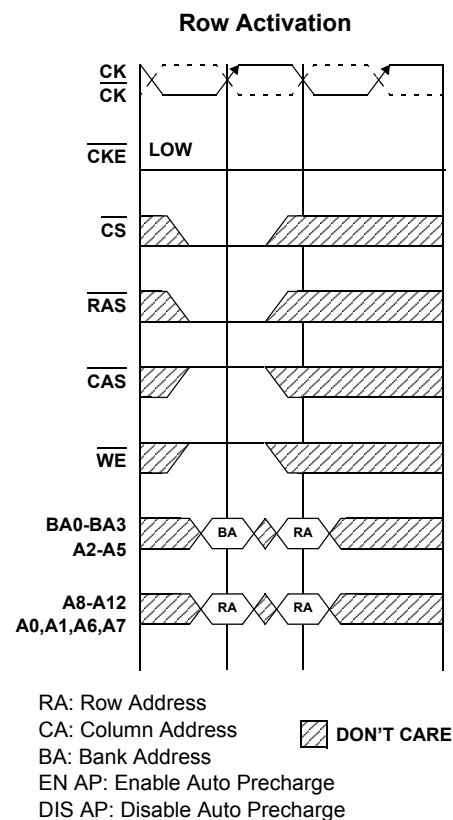 Row Activation
CK
CK
CKE
LOW
CS
RAS
CAS
WE
BA0-BA3
A2-A5
BA
RA
A8-A12
A0,A1,A6,A7
RA
RA
RA: Row Address
CA: Column Address
BA: Bank Address
EN AP: Enable Auto Precharge
DIS AP: Disable Auto Precharge
DON'T CARE